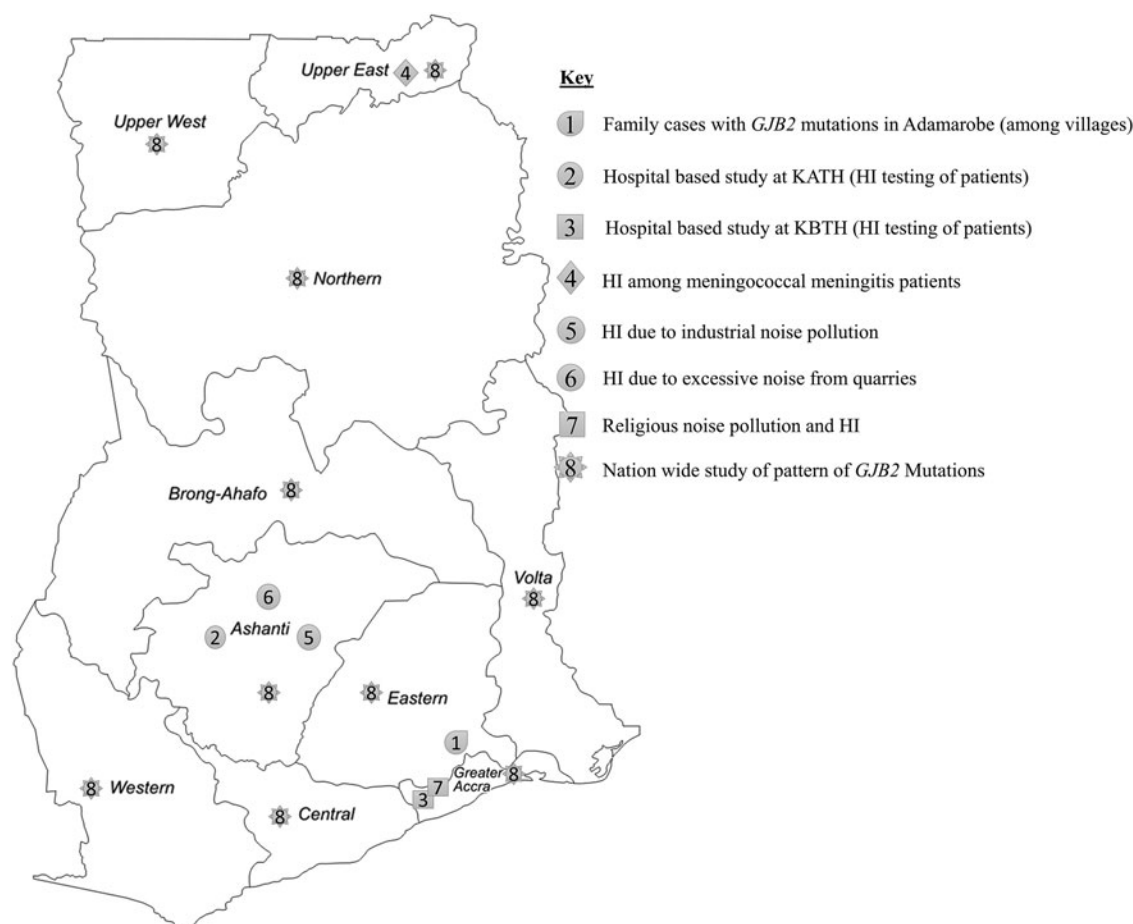 Upper East 4 8
Upper West
8
8 Northern
Brong-Ahafo 8
Volta
8
6
2 Ashanti 5
8
8 Eastern
1
Greater
Accra
8
7
3
8 Western
8 Central
Key
1 Family cases with GJB2 mutations in Adamarobe (among villages)
2 Hospital based study at KATH (HI testing of patients)
3 Hospital based study at KBTH (HI testing of patients)
4 HI among meningococcal meningitis patients
5 HI due to industrial noise pollution
6 HI due to excessive noise from quarries
7 Religious noise pollution and HI
8 Nation wide study of pattern of GJB2 Mutations